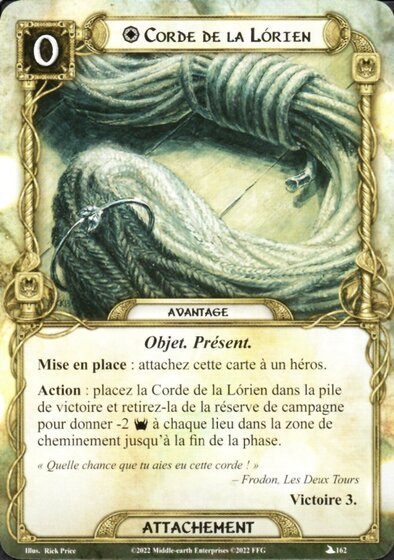 0
Corde de la Lórien
Avantage
Objet. Présent.
Mise en place : attachez cette carte à un héros.
Action : placez la Corde de la Lórien dans la pile
de victoire et retirez-la de la réserve de campagne
pour donner -2 à chaque lieu dans la zone de
cheminement jusqu'à la fin de la phase.
« Quelle chance que tu aies eu cette corde ! »
– Frodon, Les Deux Tours
Victoire 3.
Attachement
Illus. Rick Price
©2022 Middle-earth Enterprises ©2022 FFG
162